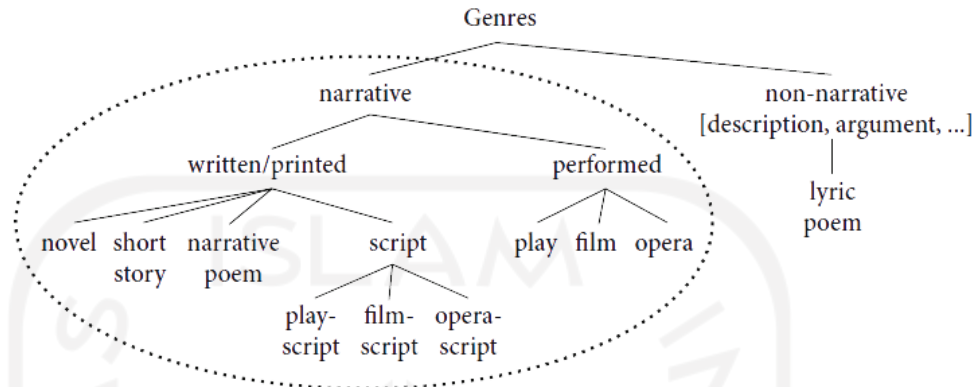 Genres
narrative
non-narrative
[description, argument, ...]
written/printed
performed
lyric
poem
novel
short
story
narrative
poem
script
play
film
opera
play-
script
film-
script
opera-
script
ISLAM